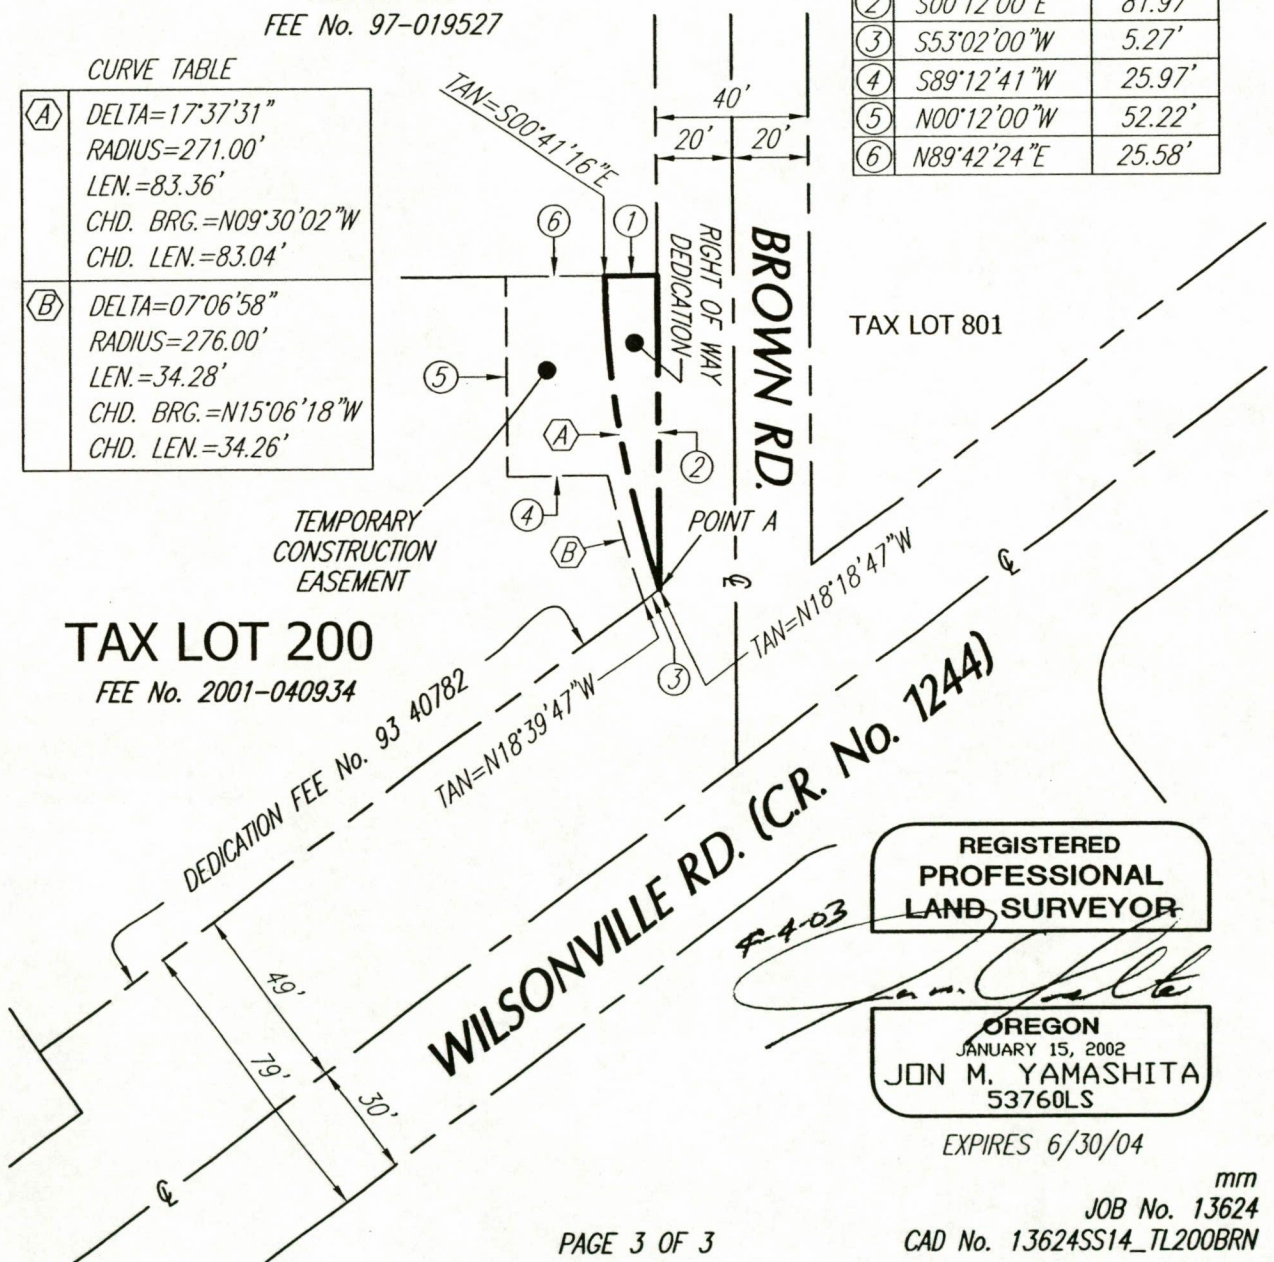 FEE No. 97-019527
② S00°12'00"E 81.97'
③ S53°02'00"W 5.27'
④ S89°12'41"W 25.97'
⑤ N00°12'00"W 52.22'
⑥ N89°42'24"E 25.58'
CURVE TABLE
A DELTA=17°37'31"
RADIUS=271.00'
LEN.=83.36'
CHD. BRG.=N09°30'02"W
CHD. LEN.=83.04'
B DELTA=07°06'58"
RADIUS=276.00'
LEN.=34.28'
CHD. BRG.=N15°06'18"W
CHD. LEN.=34.26'
TAN=S00°41'16"E
40'
20' 20'
⑥ ①
RIGHT OF WAY
DEDICATION
BROWN RD.
TAX LOT 801
⑤
A
②
④
B
POINT A
TEMPORARY
CONSTRUCTION
EASEMENT
℄
℄
TAN=N18°18'47"W
TAX LOT 200
FEE No. 2001-040934
③
DEDICATION FEE No. 93 40782
TAN=N18°39'47"W
WILSONVILLE RD. (C.R. No. 1244)
49'
79'
30'
℄
REGISTERED
PROFESSIONAL
LAND SURVEYOR
4-4-03
OREGON
JANUARY 15, 2002
JON M. YAMASHITA
53760LS
EXPIRES 6/30/04
mrn
JOB No. 13624
PAGE 3 OF 3
CAD No. 13624SS14_TL200BRN